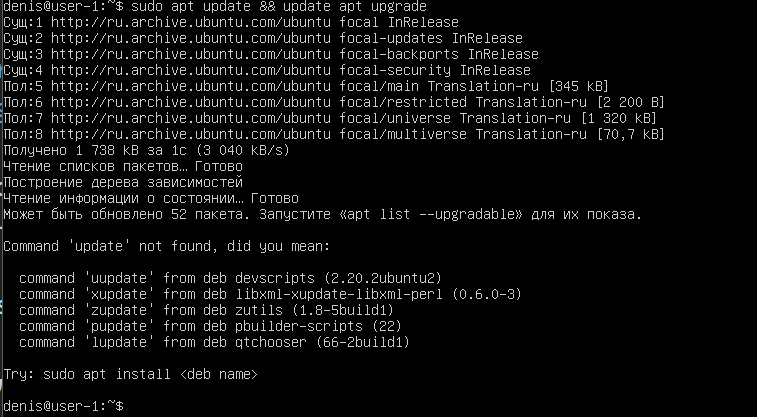 denis@user-1:~$ sudo apt update && update apt upgrade
Сущ:1 http://ru.archive.ubuntu.com/ubuntu focal InRelease
Сущ:2 http://ru.archive.ubuntu.com/ubuntu focal-updates InRelease
Сущ:3 http://ru.archive.ubuntu.com/ubuntu focal-backports InRelease
Сущ:4 http://ru.archive.ubuntu.com/ubuntu focal-security InRelease
Пол:5 http://ru.archive.ubuntu.com/ubuntu focal/main Translation-ru [345 kB]
Пол:6 http://ru.archive.ubuntu.com/ubuntu focal/restricted Translation-ru [2 200 B]
Пол:7 http://ru.archive.ubuntu.com/ubuntu focal/universe Translation-ru [1 320 kB]
Пол:8 http://ru.archive.ubuntu.com/ubuntu focal/multiverse Translation-ru [70,7 kB]
Получено 1 738 kB за 1с (3 040 kB/s)
Чтение списков пакетов… Готово
Построение дерева зависимостей
Чтение информации о состоянии… Готово
Может быть обновлено 52 пакета. Запустите «apt list --upgradable» для их показа.
Command 'update' not found, did you mean:
command 'uupdate' from deb devscripts (2.20.2ubuntu2)
command 'xupdate' from deb libxml-xupdate-libxml-perl (0.6.0-3)
command 'zupdate' from deb zutils (1.8-5build1)
command 'pupdate' from deb pbuilder-scripts (22)
command 'lupdate' from deb qtchooser (66-2build1)
Try: sudo apt install <deb name>
denis@user-1:~$